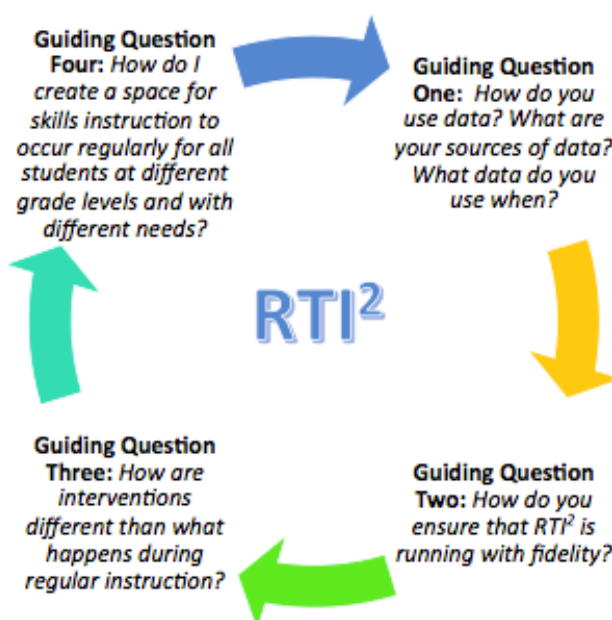 Guiding Question
Four: How do I
create a space for
skills instruction to
occur regularly for all
students at different
grade levels and with
different needs?
Guiding Question
One:  How do you
use data? What are
your sources of data?
What data do you
use when?
RTI²
Guiding Question
Three: How are
interventions
different than what
happens during
regular instruction?
Guiding Question
Two: How do you
ensure that RTI² is
running with fidelity?